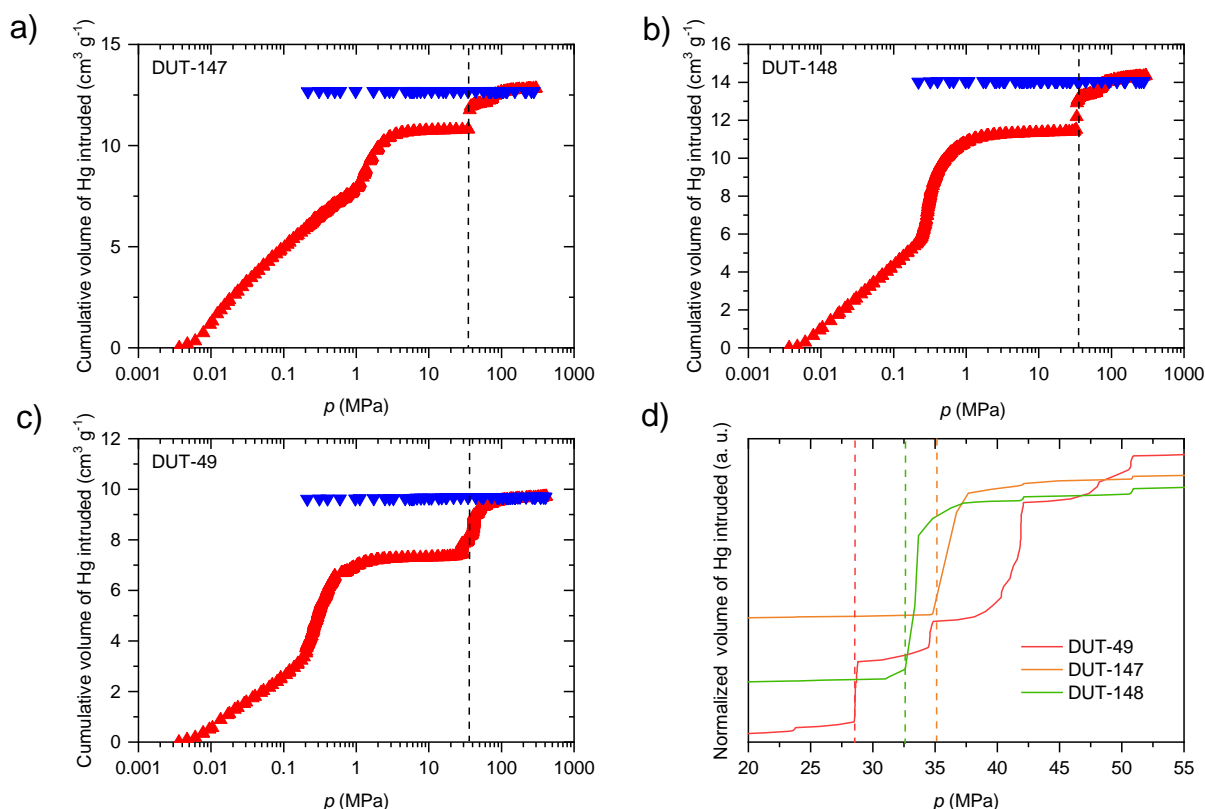 a)
DUT-147
Cumulative volume of Hg intruded (cm³ g⁻¹)
15
10
5
0
0.001 0.01 0.1 1 10 100 1000
p (MPa)
b)
DUT-148
Cumulative volume of Hg intruded (cm³ g⁻¹)
16
14
12
10
8
6
4
2
0
0.001 0.01 0.1 1 10 100 1000
p (MPa)
c)
DUT-49
Cumulative volume of Hg intruded (cm³ g⁻¹)
12
10
8
6
4
2
0
0.001 0.01 0.1 1 10 100 1000
p (MPa)
d)
Normalized volume of Hg intruded (a. u.)
DUT-49
DUT-147
DUT-148
20 25 30 35 40 45 50 55
p (MPa)